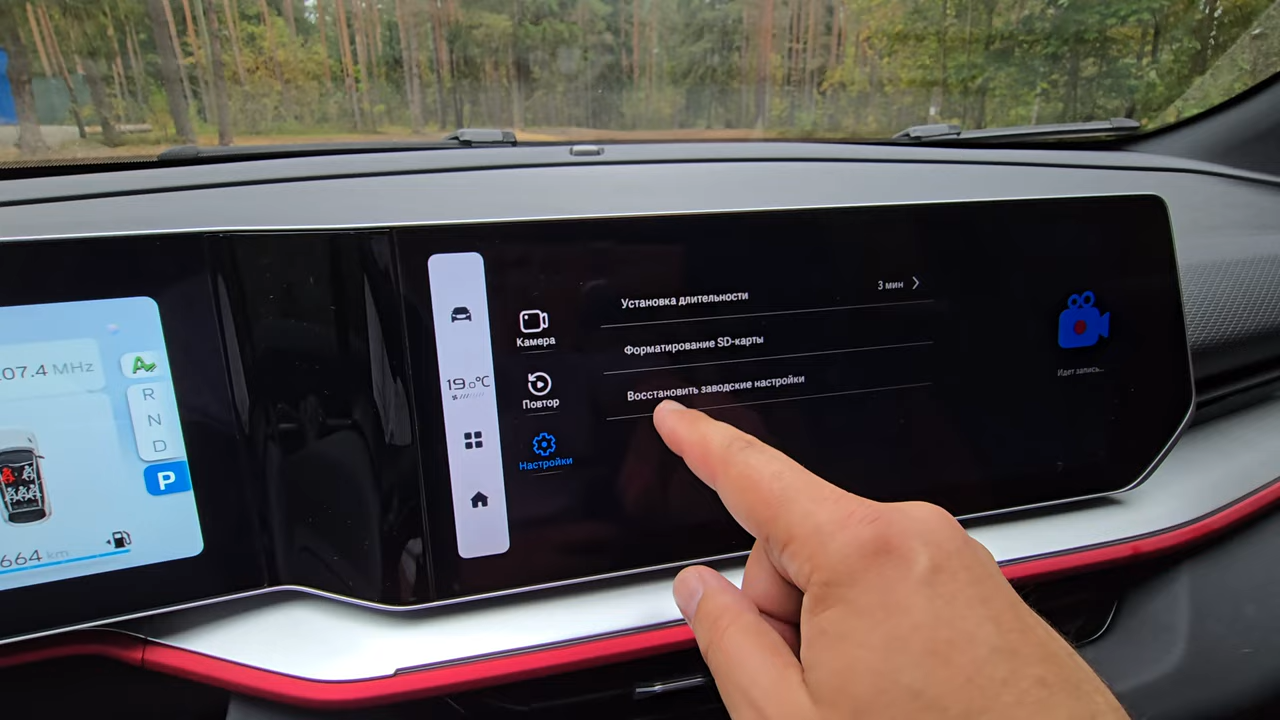 107.4 MHz
A
R
N
D
P
664 km
19.0°C
Камера
Повтор
Настройки
Установка длительности
3 мин
Форматирование SD-карты
Восстановить заводские настройки
Идет запись...